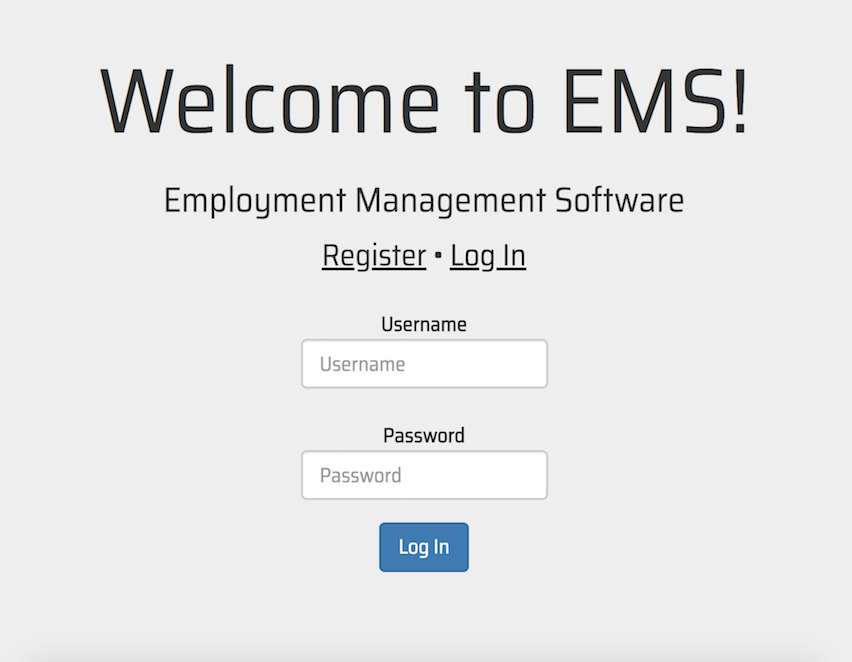 Welcome to EMS!
Employment Management Software
Register • Log In
Username
Username
Password
Password
Log In